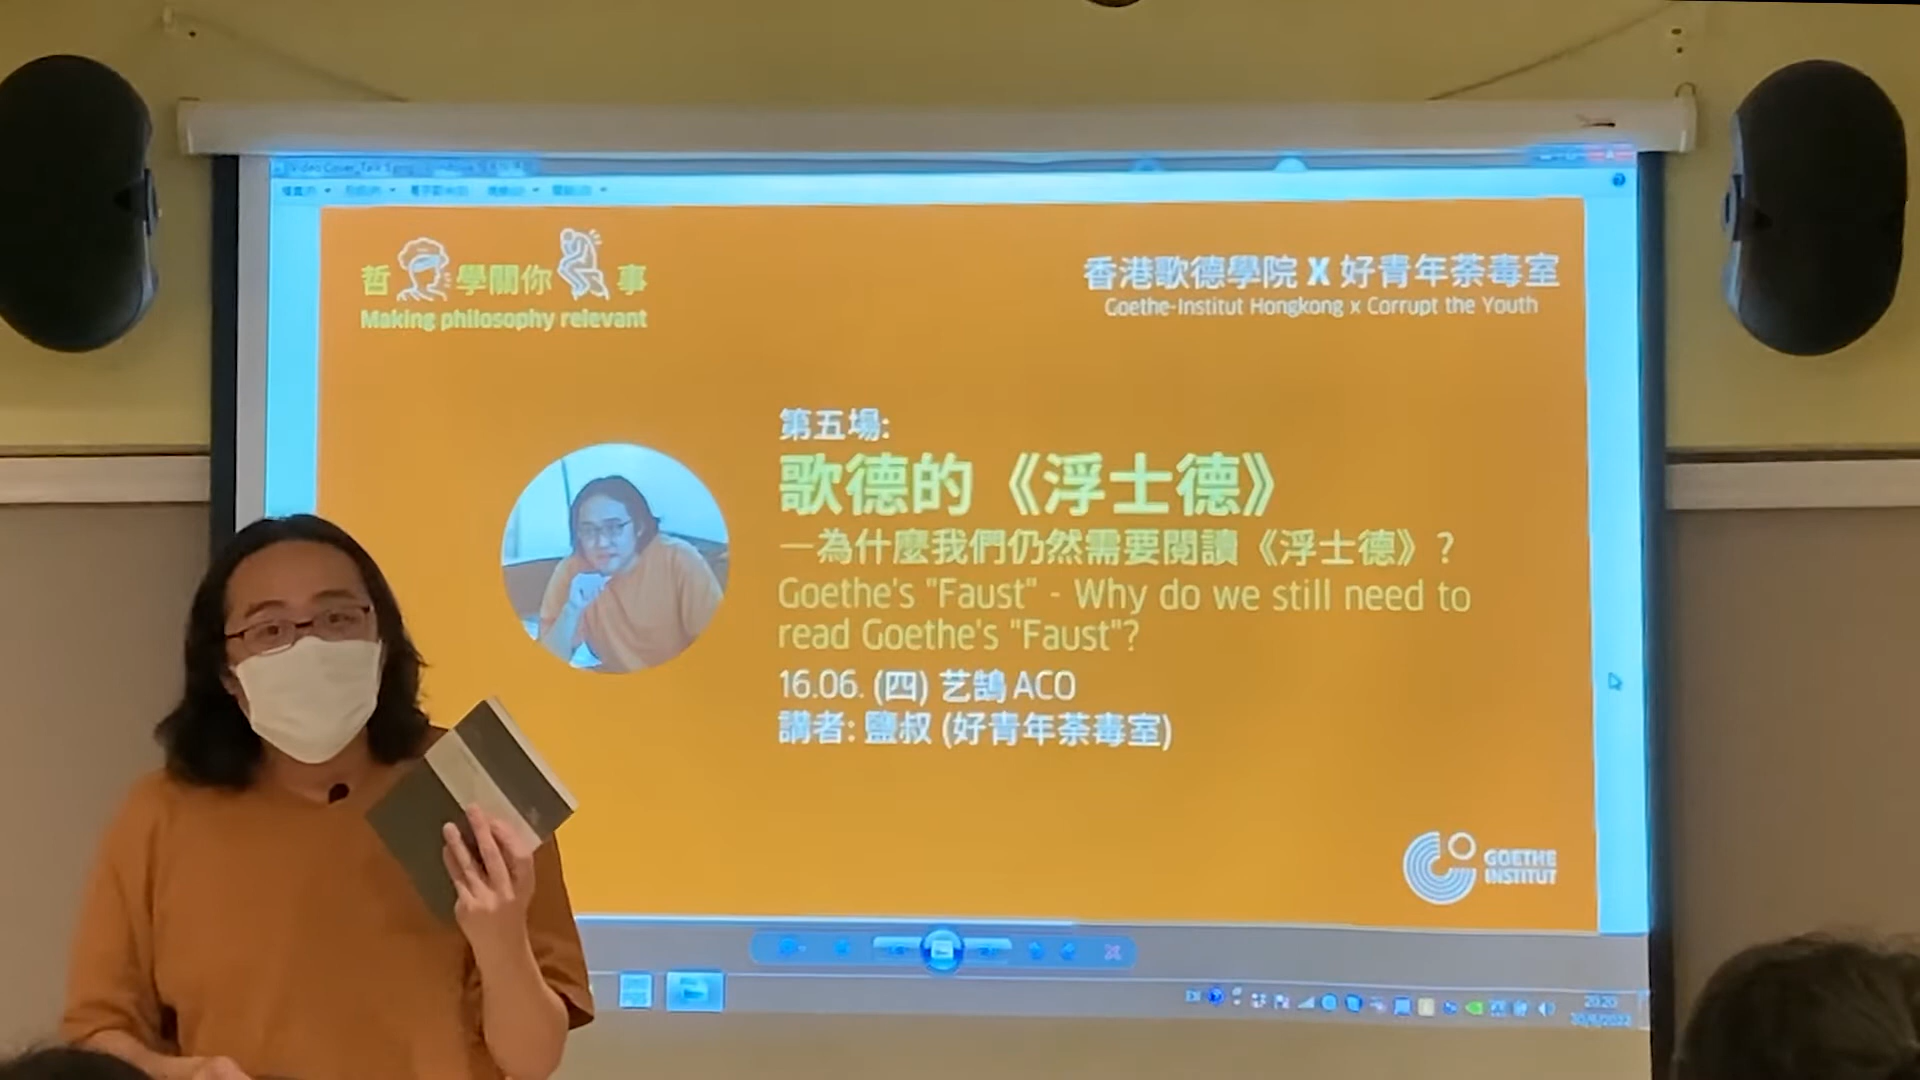 哲學關你事
Making philosophy relevant
香港歌德學院 X 好青年荼毒室
Goethe-Institut Hongkong x Corrupt the Youth
第五場:
歌德的《浮士德》
—為什麼我們仍然需要閱讀《浮士德》?
Goethe's "Faust" - Why do we still need to
read Goethe's "Faust"?
16.06. (四) 艺鵠 ACO
講者: 鹽叔 (好青年荼毒室)
GOETHE
INSTITUT
EN
20:20